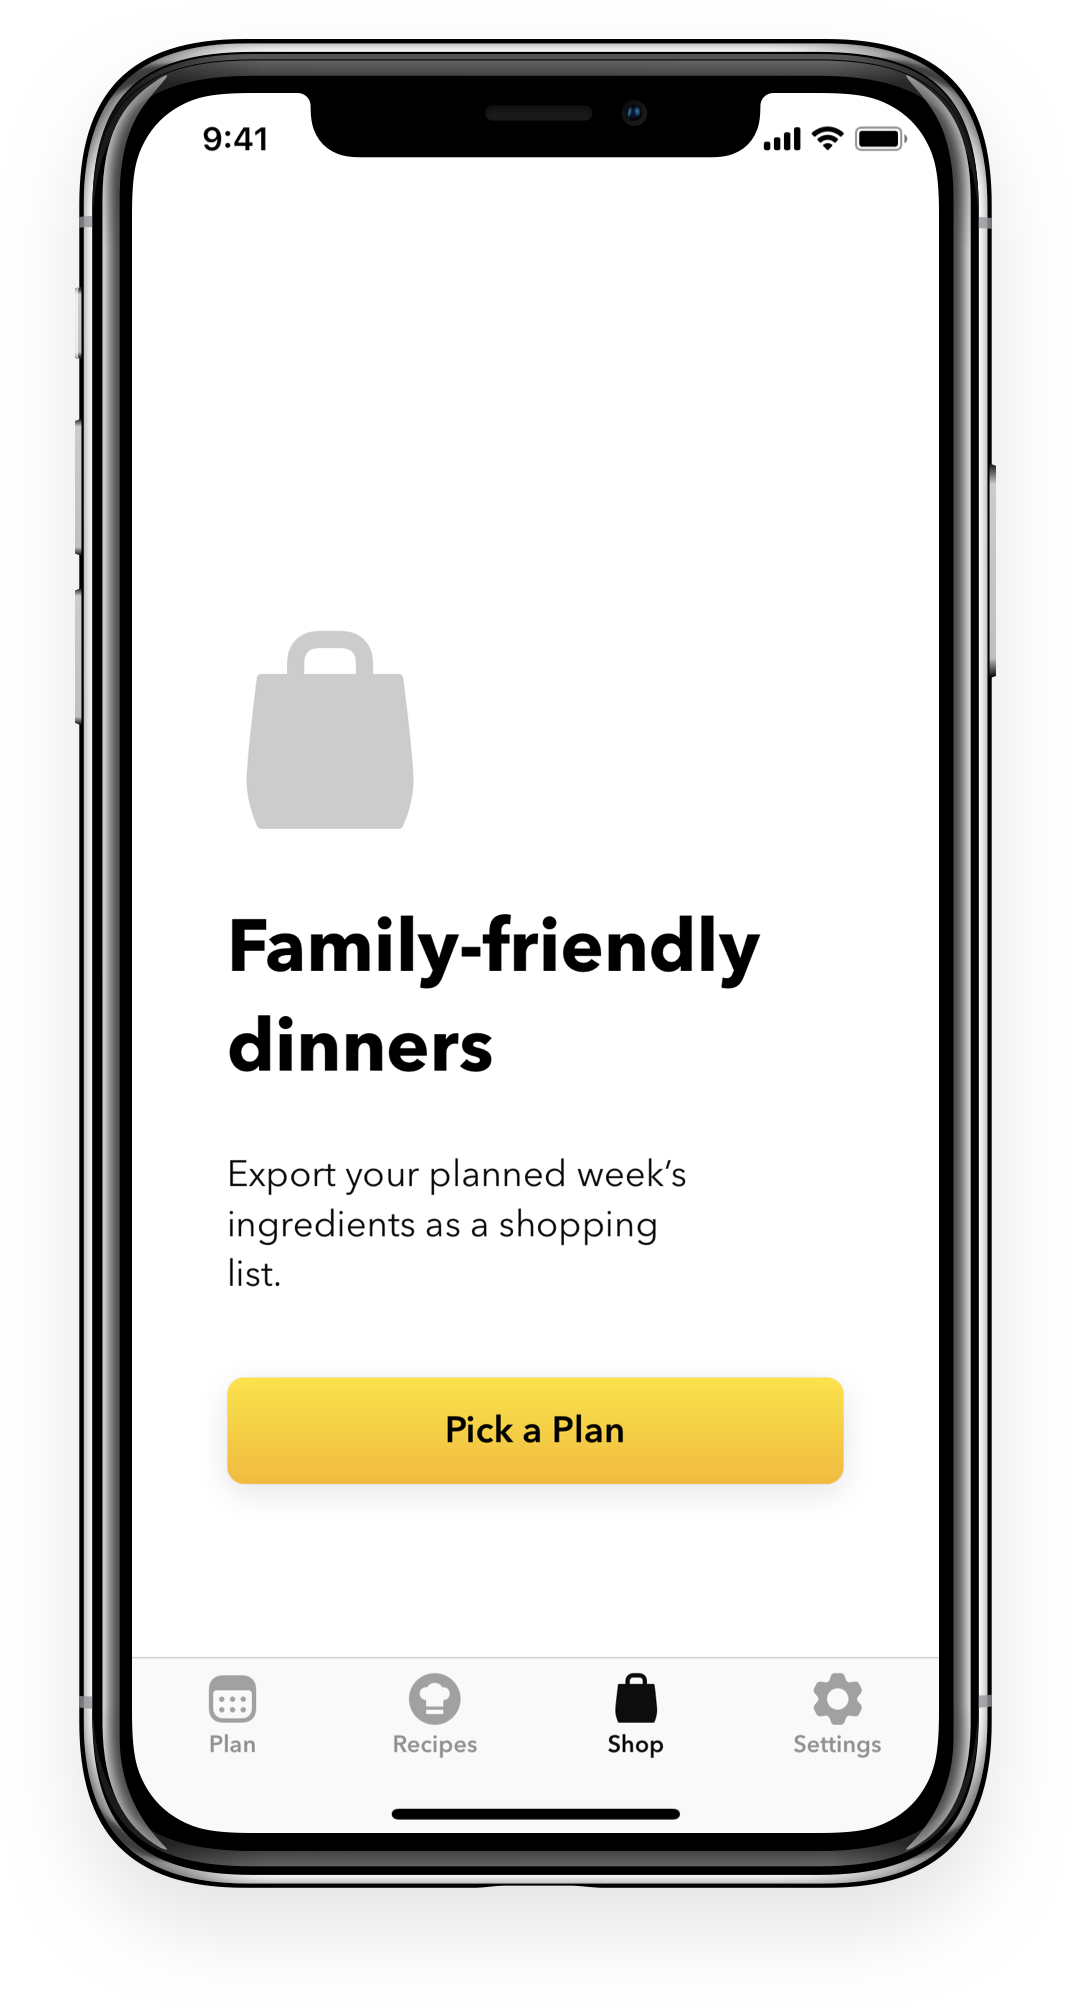 9:41
Family-friendly
dinners
Export your planned week’s
ingredients as a shopping
list.
Pick a Plan
Plan Recipes Shop Settings